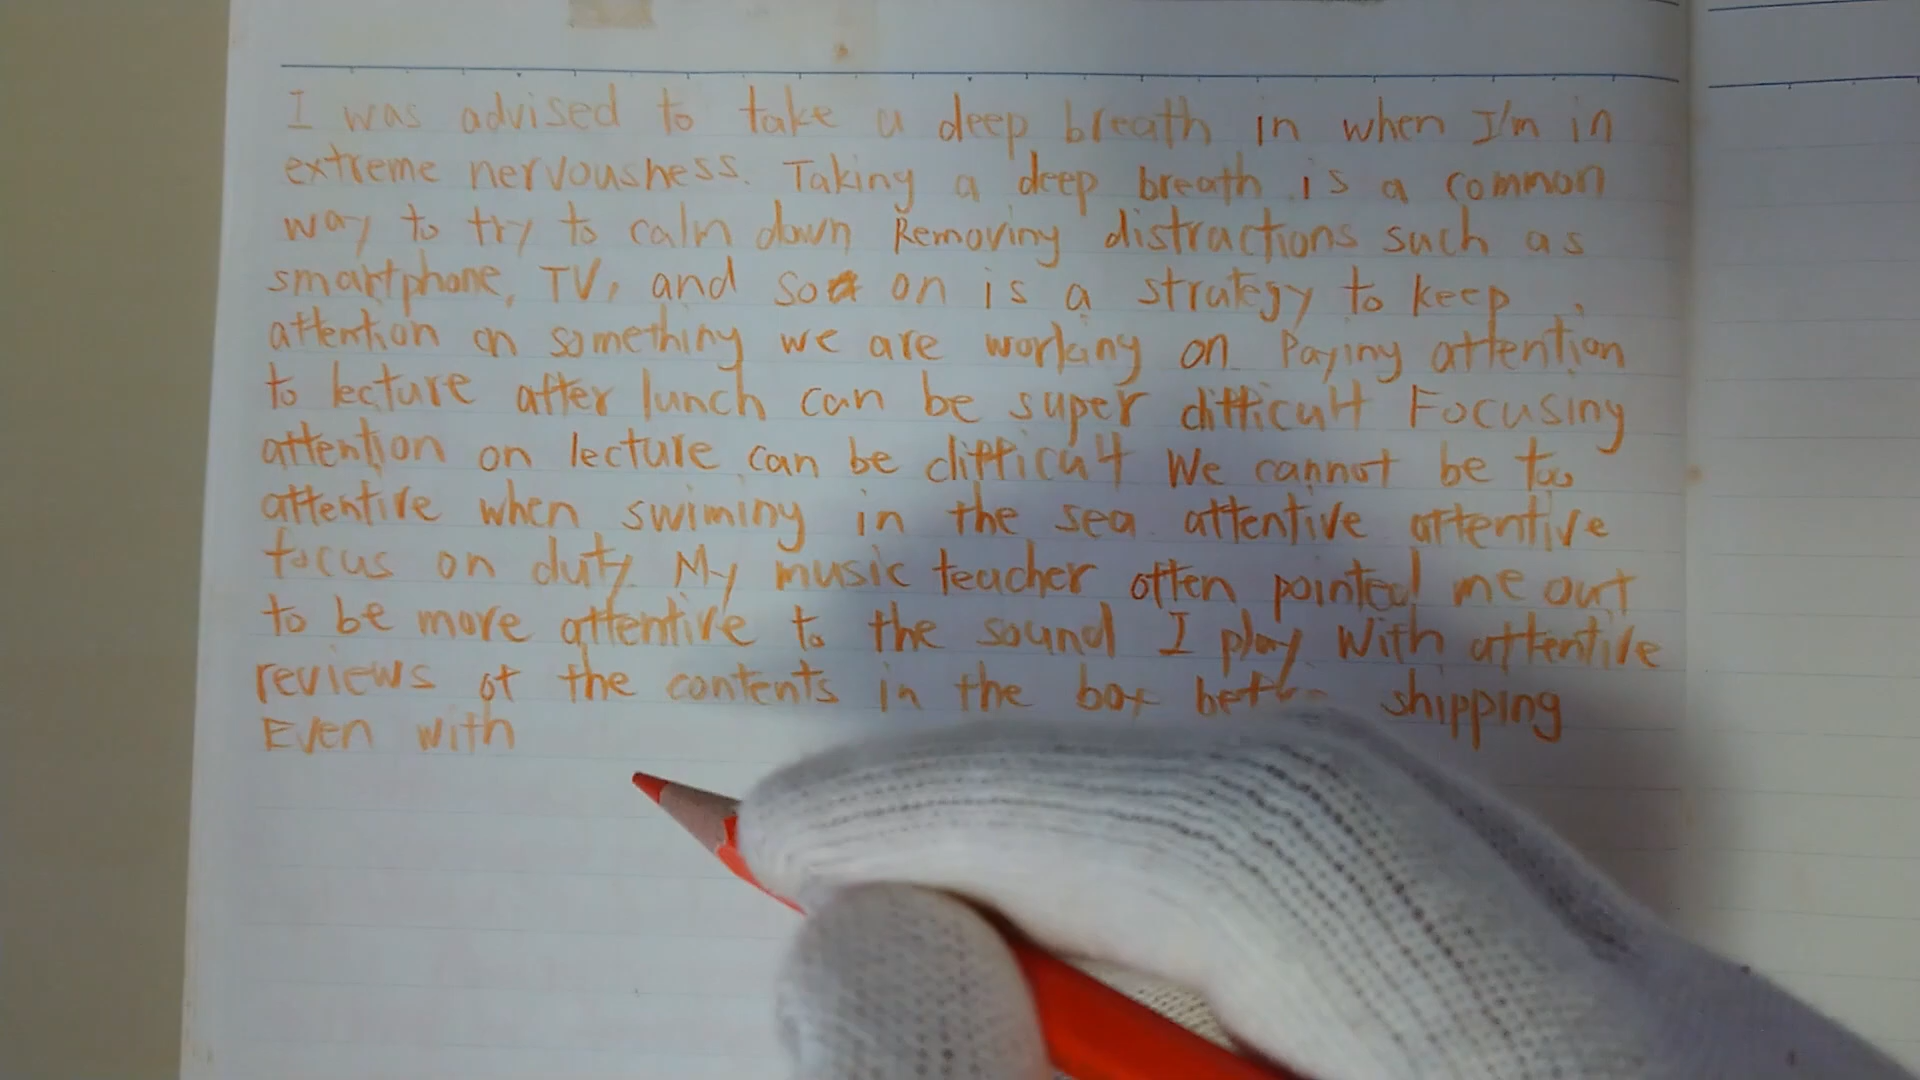 I was advised to take a deep breath in when I'm in
extreme nervousness. Taking a deep breath is a common
way to try to calm down Removing distractions such as
smartphone, TV, and so on is a strategy to keep
attention on something we are working on Paying attention
to lecture after lunch can be super difficult Focusing
attention on lecture can be difficult We cannot be too
attentive when swiming in the sea. attentive attentive
focus on duty. My music teacher often pointed me out
to be more attentive to the sound I play. With attentive
reviews of the contents in the box shipping
Even with